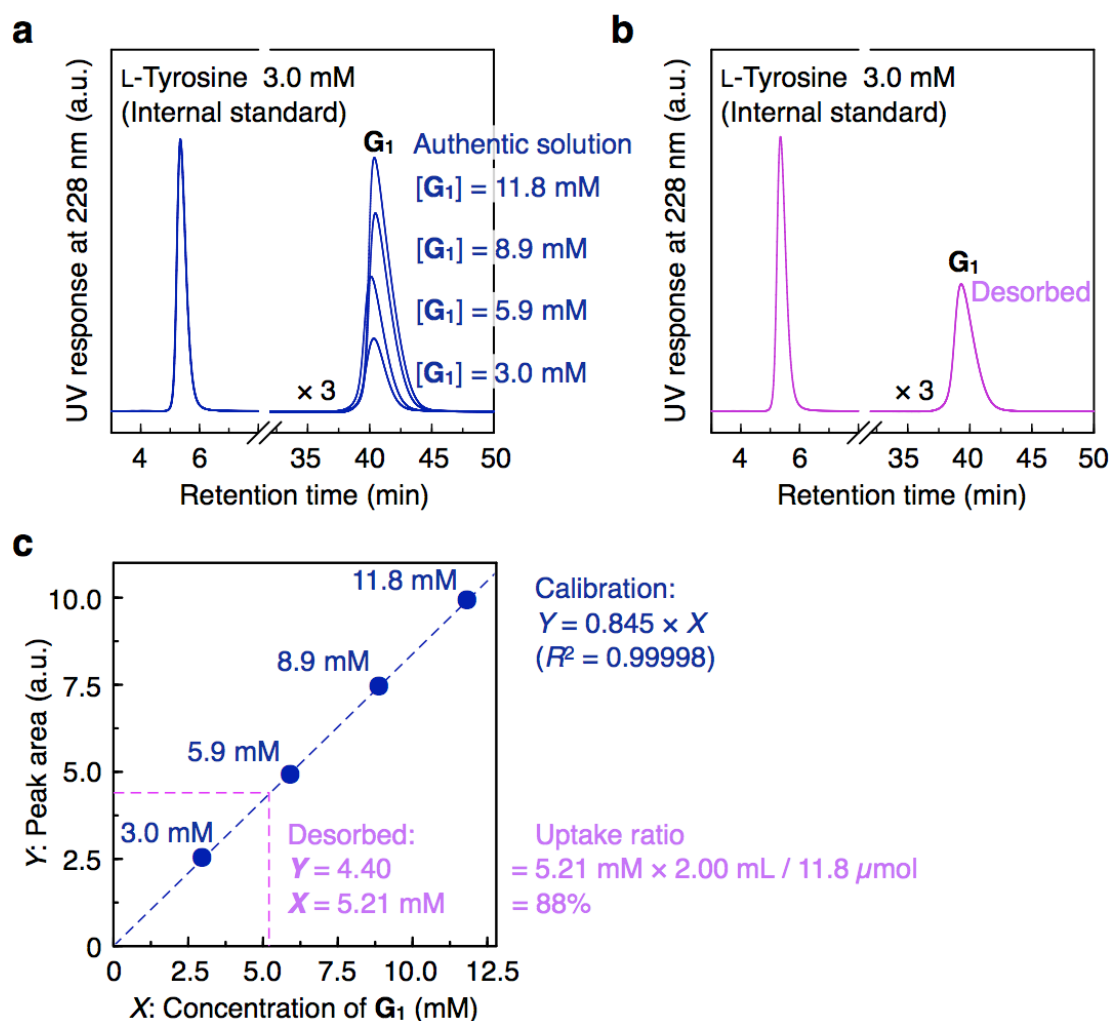 a
L-Tyrosine 3.0 mM
(Internal standard)
G₁
Authentic solution
[G₁] = 11.8 mM
[G₁] = 8.9 mM
[G₁] = 5.9 mM
[G₁] = 3.0 mM
× 3
UV response at 228 nm (a.u.)
4 6 35 40 45 50
Retention time (min)
b
L-Tyrosine 3.0 mM
(Internal standard)
G₁
Desorbed
× 3
UV response at 228 nm (a.u.)
4 6 35 40 45 50
Retention time (min)
c
11.8 mM
8.9 mM
5.9 mM
3.0 mM
Y: Peak area (a.u.)
10.0
7.5
5.0
2.5
0
0 2.5 5.0 7.5 10.0 12.5
X: Concentration of G₁ (mM)
Desorbed:
Y = 4.40
X = 5.21 mM
Calibration:
Y = 0.845 × X
(R² = 0.99998)
Uptake ratio
= 5.21 mM × 2.00 mL / 11.8 μmol
= 88%